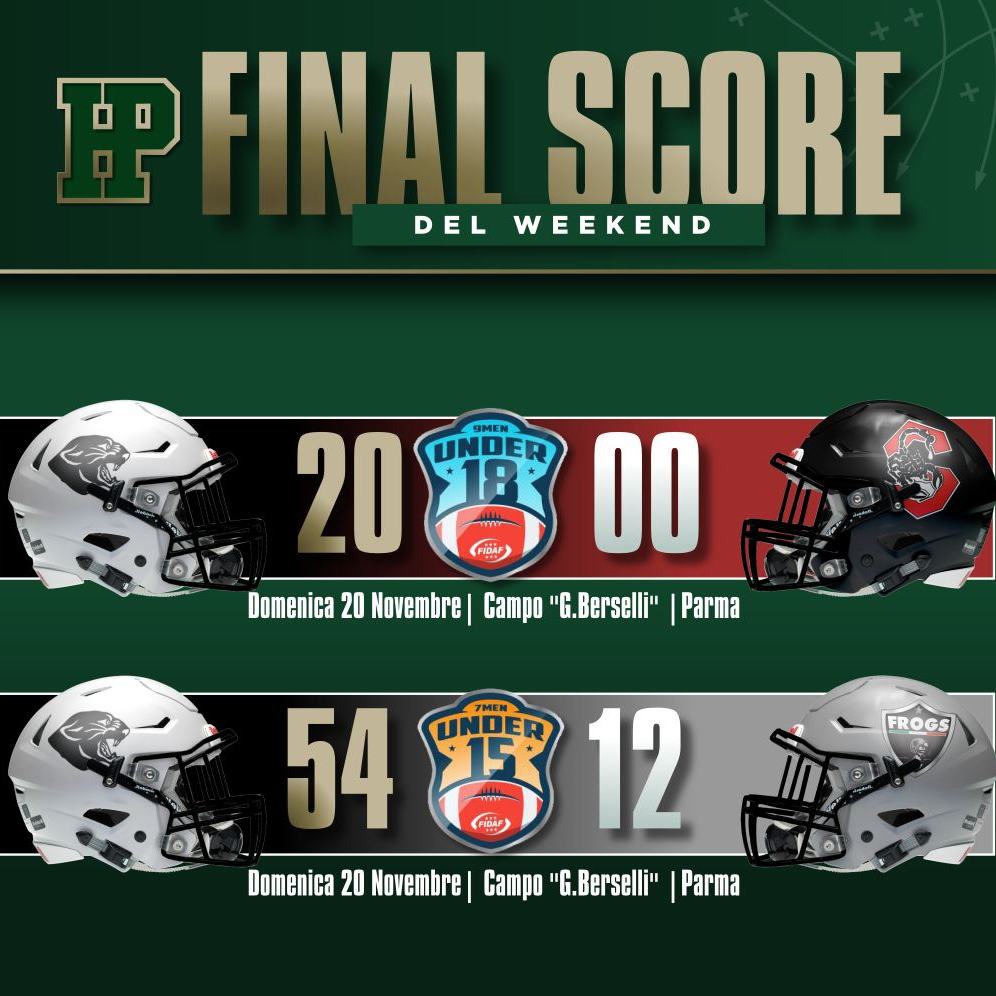 HP
FINAL SCORE
DEL WEEKEND
20
9MEN
UNDER
18
FIDAF
00
Domenica 20 Novembre | Campo "G.Berselli" | Parma
54
7MEN
UNDER
15
FIDAF
12
FROGS
Domenica 20 Novembre | Campo "G.Berselli" | Parma